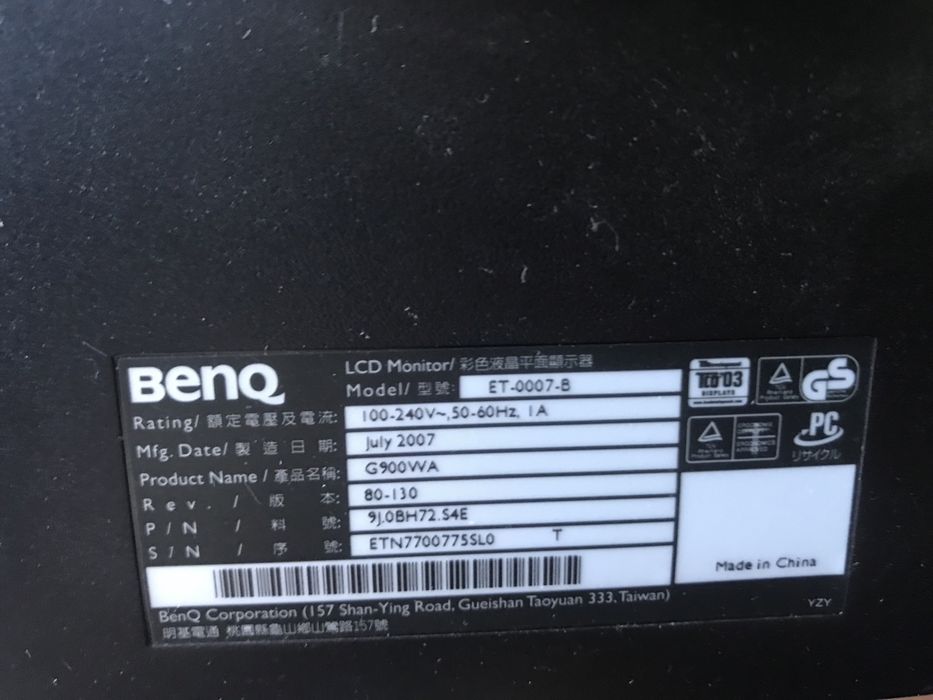 BenQ
LCD Monitor/ 彩色液晶平面顯示器
Model/ 型號: ET-0007-B
Rating/ 額定電壓及電流: 100-240V~, 50-60Hz, 1A
Mfg. Date/ 製造日期: July 2007
Product Name / 產品名稱: G900WA
Rev. / 版本: 80-130
P/N / 料號: 9J.0BH72.S4E
S/N / 序號: ETN7700775SL0 T
BenQ Corporation (157 Shan-Ying Road, Gueishan Taoyuan 333, Taiwan)
明基電通 桃園縣龜山鄉山鶯路157號
TCO'03
DISPLAYS
GS
ERGONOMICS
APPROVED
PC
リサイクル
Made in China
YZY